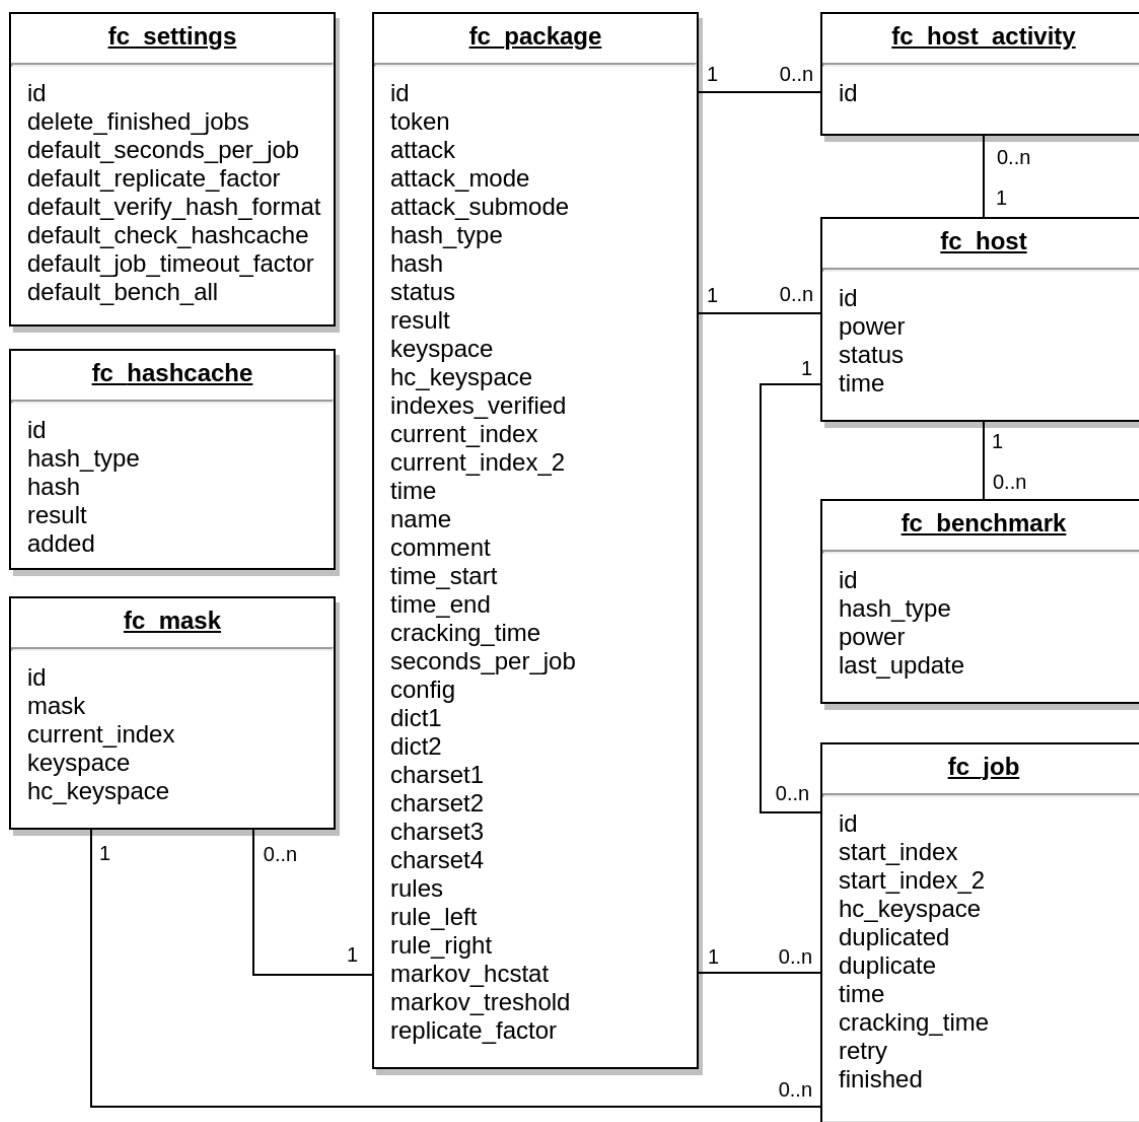 fc_settings
id
delete_finished_jobs
default_seconds_per_job
default_replicate_factor
default_verify_hash_format
default_check_hashcache
default_job_timeout_factor
default_bench_all
fc_hashcache
id
hash_type
hash
result
added
fc_mask
id
mask
current_index
keyspace
hc_keyspace
1
0..n
1
fc_package
id
token
attack
attack_mode
attack_submode
hash_type
hash
status
result
keyspace
hc_keyspace
indexes_verified
current_index
current_index_2
time
name
comment
time_start
time_end
cracking_time
seconds_per_job
config
dict1
dict2
charset1
charset2
charset3
charset4
rules
rule_left
rule_right
markov_hcstat
markov_treshold
replicate_factor
1
0..n
1
0..n
1
0..n
1
0..n
0..n
fc_host_activity
id
0..n
1
fc_host
id
power
status
time
1
0..n
fc_benchmark
id
hash_type
power
last_update
fc_job
id
start_index
start_index_2
hc_keyspace
duplicated
duplicate
time
cracking_time
retry
finished